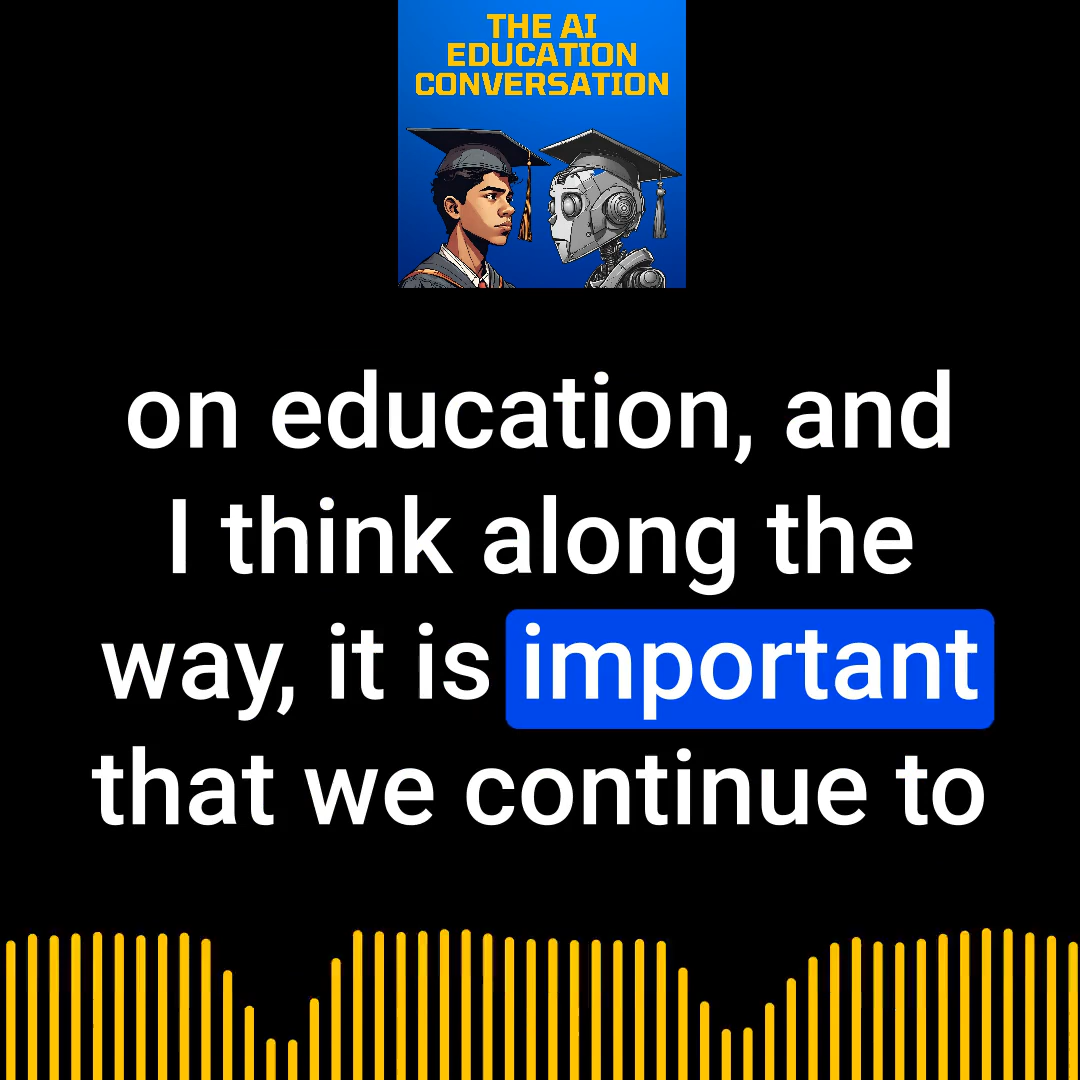 THE AI
EDUCATION
CONVERSATION
on education, and
I think along the
way, it is important
that we continue to